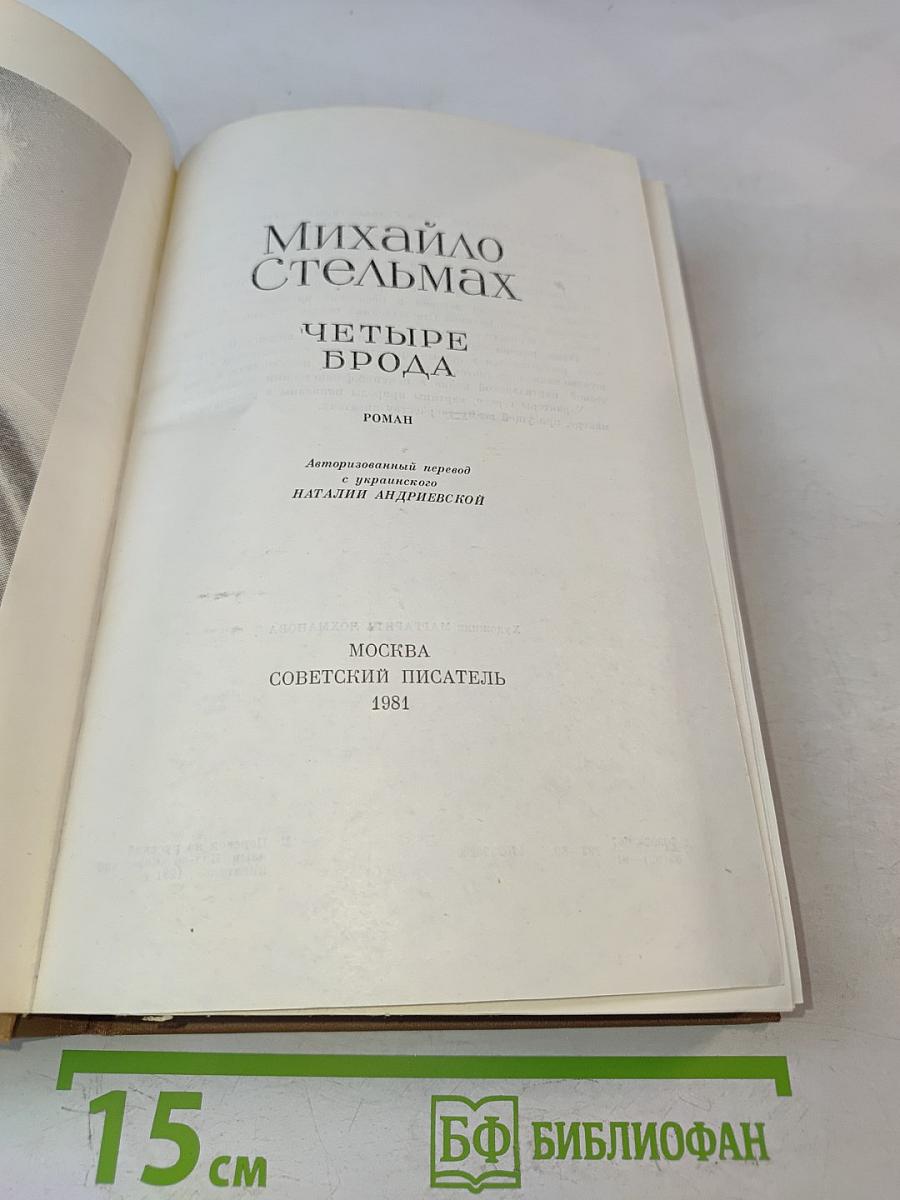 Михайло
Стельмах
ЧЕТЫРЕ
БРОДА
РОМАН
Авторизованный перевод
с украинского
НАТАЛИИ АНДРИЕВСКОЙ
МОСКВА
СОВЕТСКИЙ ПИСАТЕЛЬ
1981
15 см
БФ БИБЛИОФАН